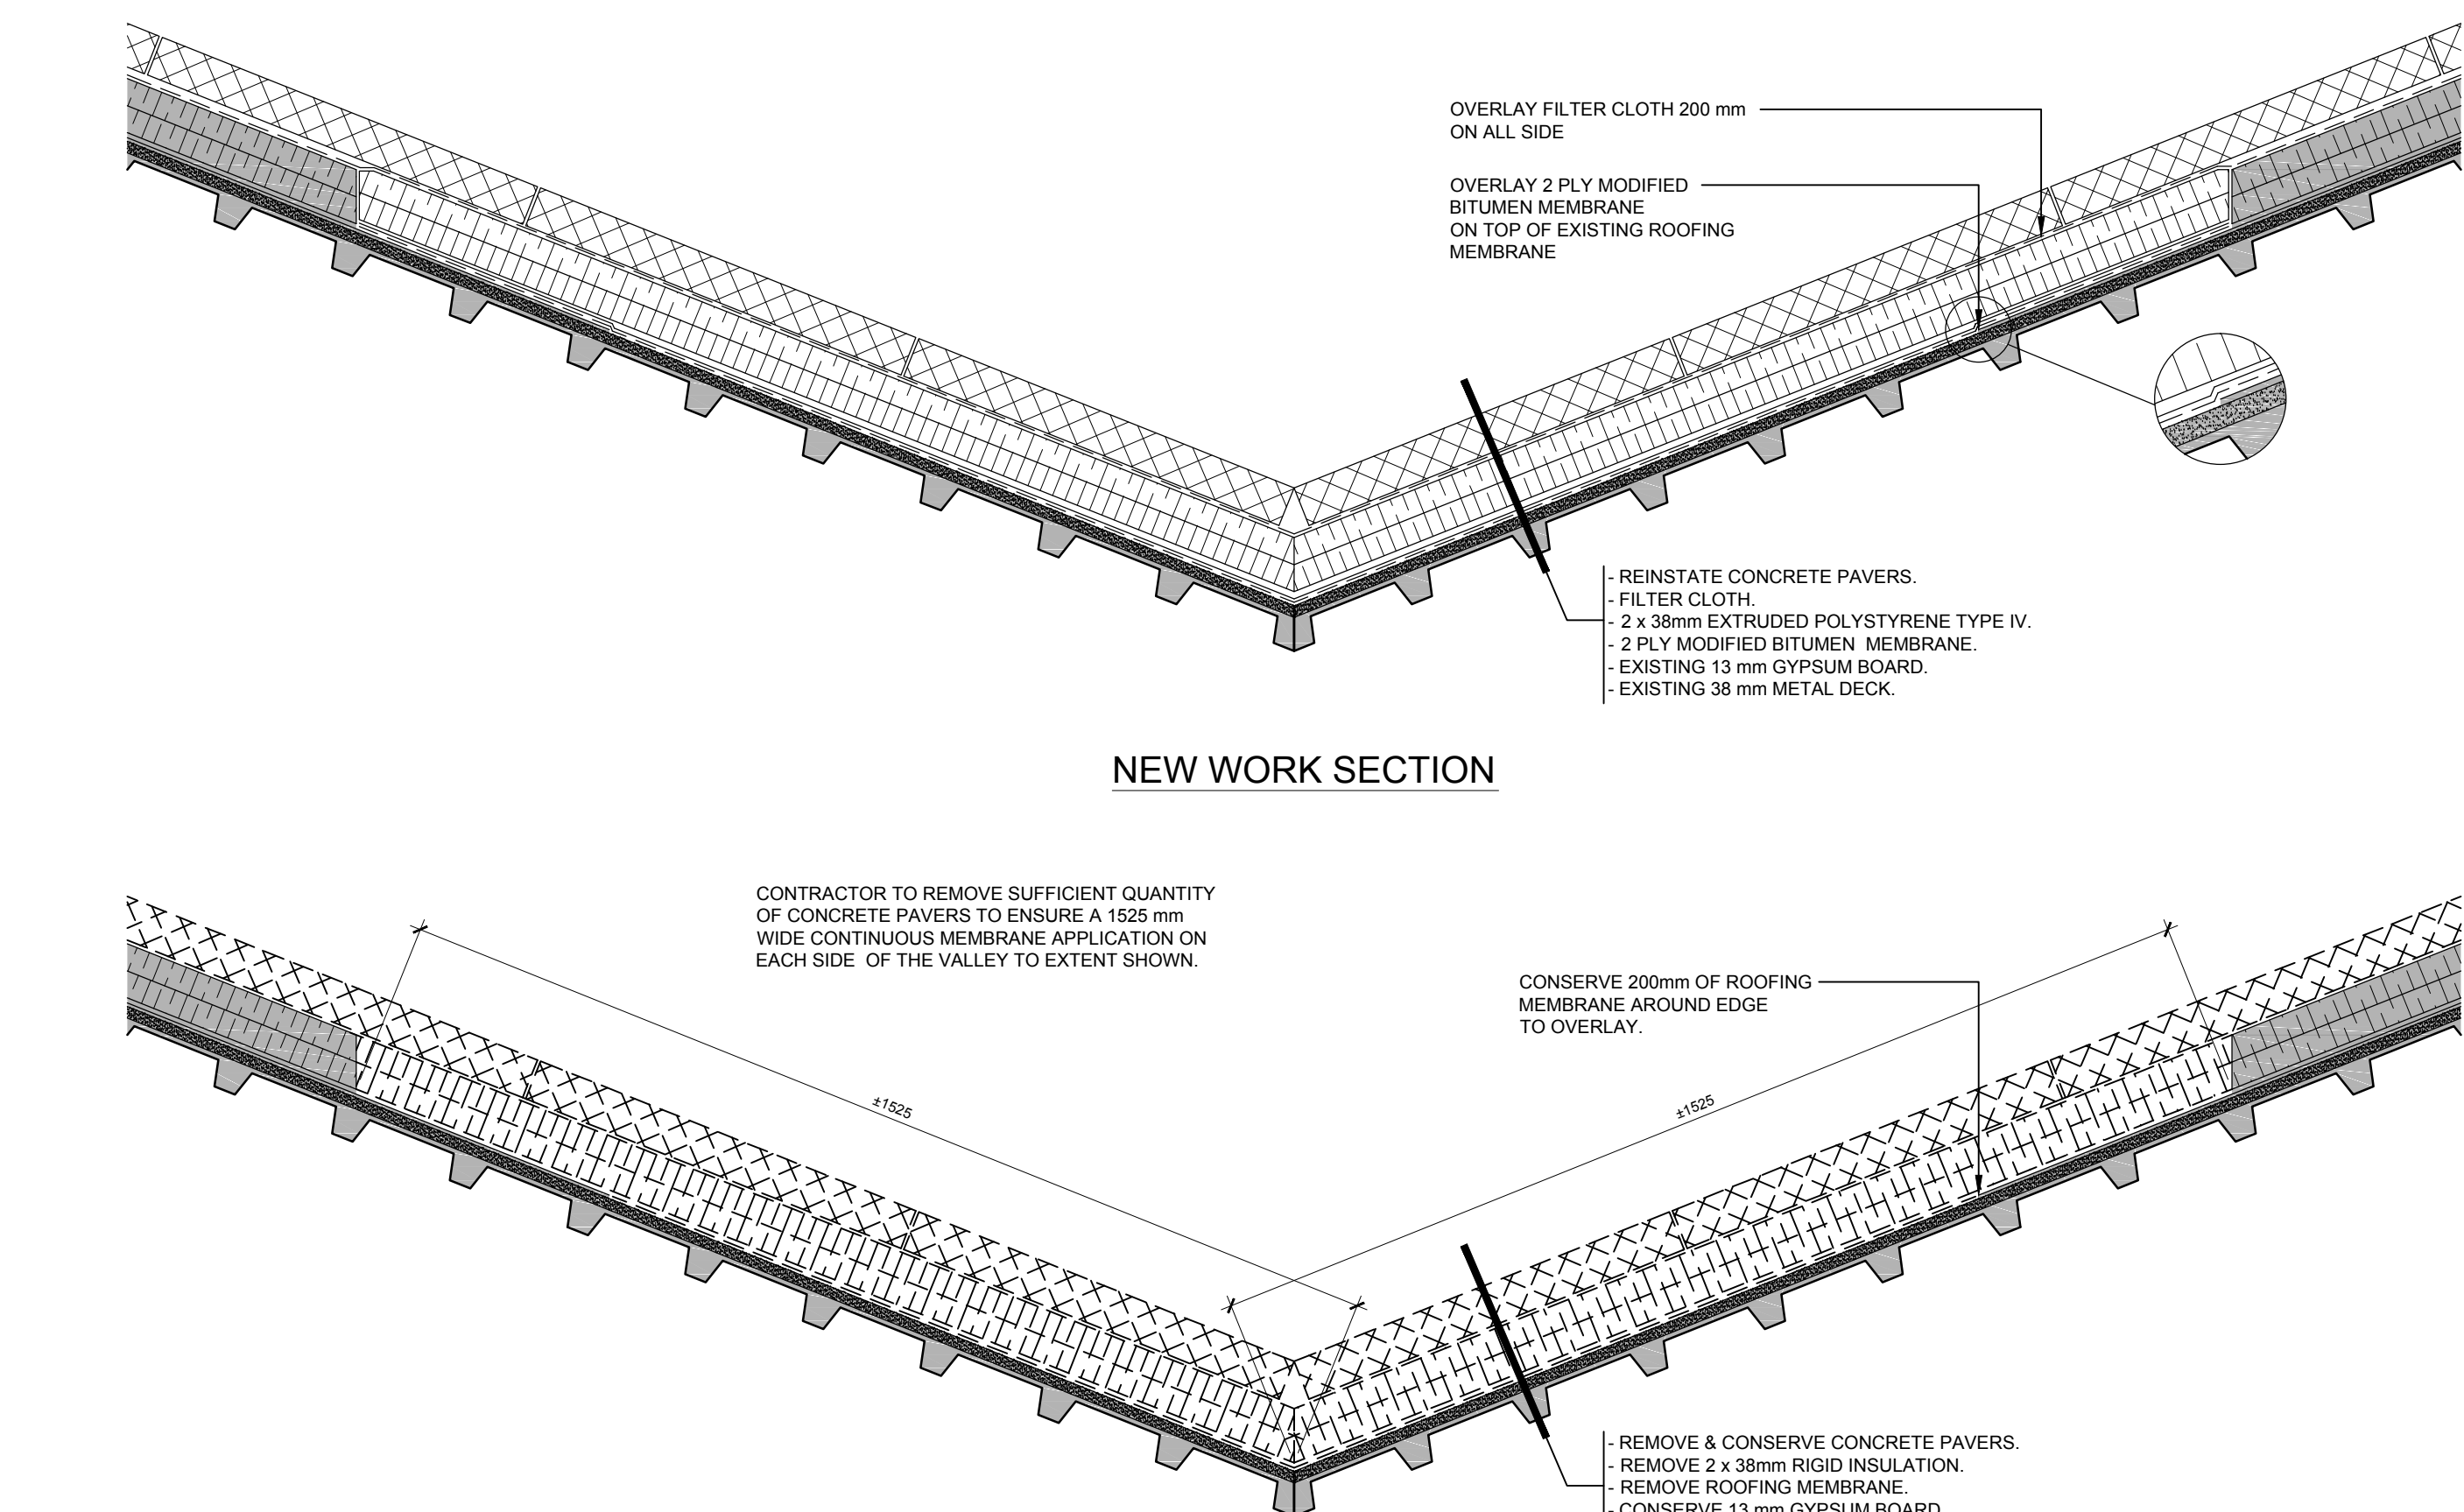 OVERLAY FILTER CLOTH 200 mm
ON ALL SIDE
OVERLAY 2 PLY MODIFIED
BITUMEN MEMBRANE
ON TOP OF EXISTING ROOFING
MEMBRANE
- REINSTATE CONCRETE PAVERS.
- FILTER CLOTH.
- 2 x 38mm EXTRUDED POLYSTYRENE TYPE IV.
- 2 PLY MODIFIED BITUMEN MEMBRANE.
- EXISTING 13 mm GYPSUM BOARD.
- EXISTING 38 mm METAL DECK.
NEW WORK SECTION
CONTRACTOR TO REMOVE SUFFICIENT QUANTITY
OF CONCRETE PAVERS TO ENSURE A 1525 mm
WIDE CONTINUOUS MEMBRANE APPLICATION ON
EACH SIDE OF THE VALLEY TO EXTENT SHOWN.
CONSERVE 200mm OF ROOFING
MEMBRANE AROUND EDGE
TO OVERLAY.
±1525
±1525
- REMOVE & CONSERVE CONCRETE PAVERS.
- REMOVE 2 x 38mm RIGID INSULATION.
- REMOVE ROOFING MEMBRANE.
- CONSERVE 13 mm GYPSUM BOARD